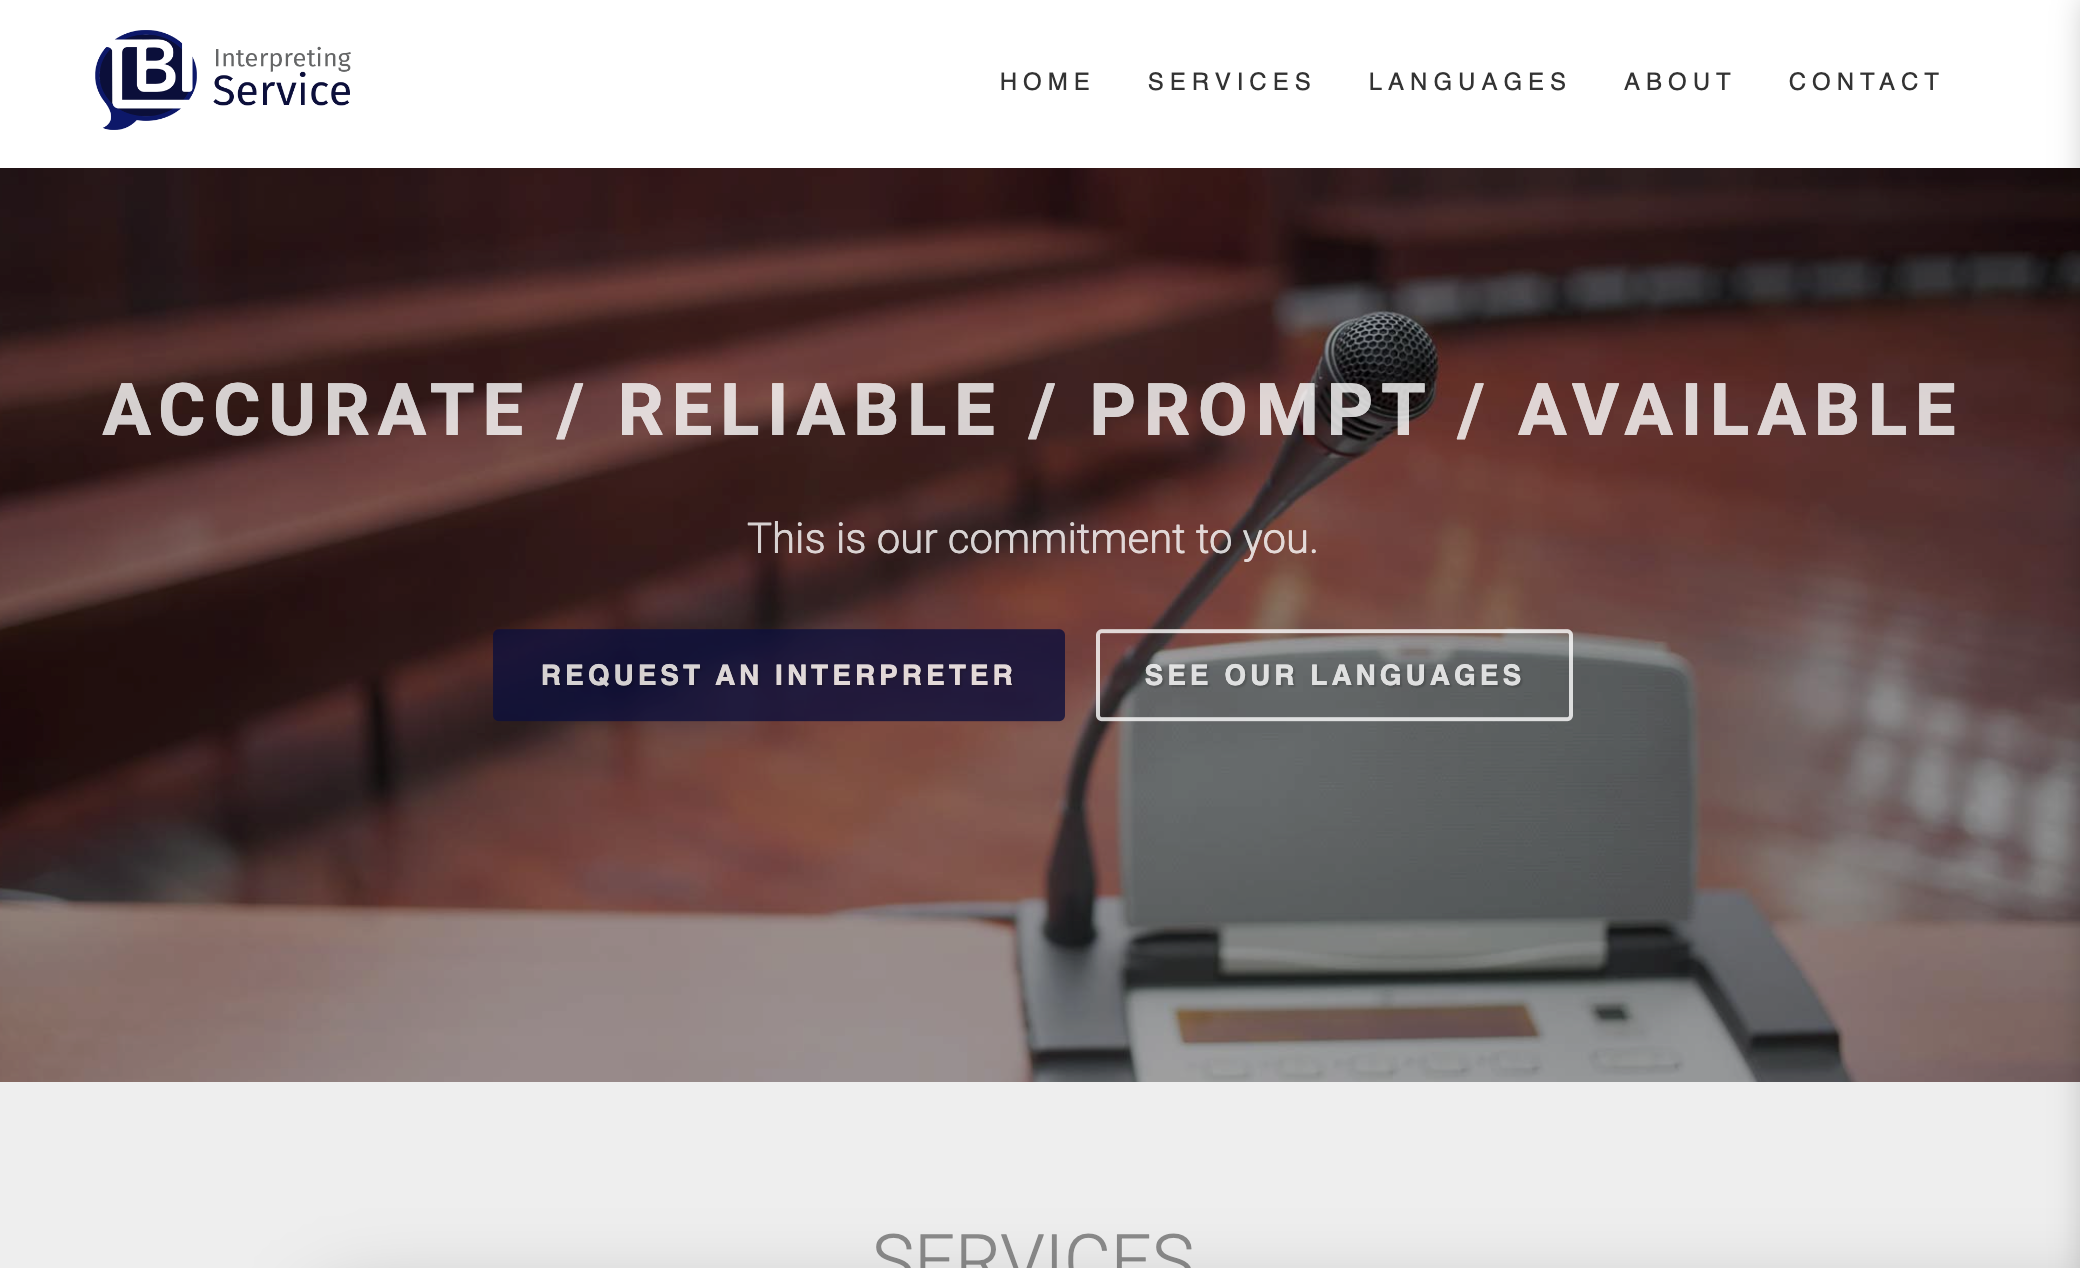 LBI
Interpreting
Service
HOME SERVICES LANGUAGES ABOUT CONTACT
ACCURATE / RELIABLE / PROMPT / AVAILABLE
This is our commitment to you.
REQUEST AN INTERPRETER
SEE OUR LANGUAGES
SERVICES